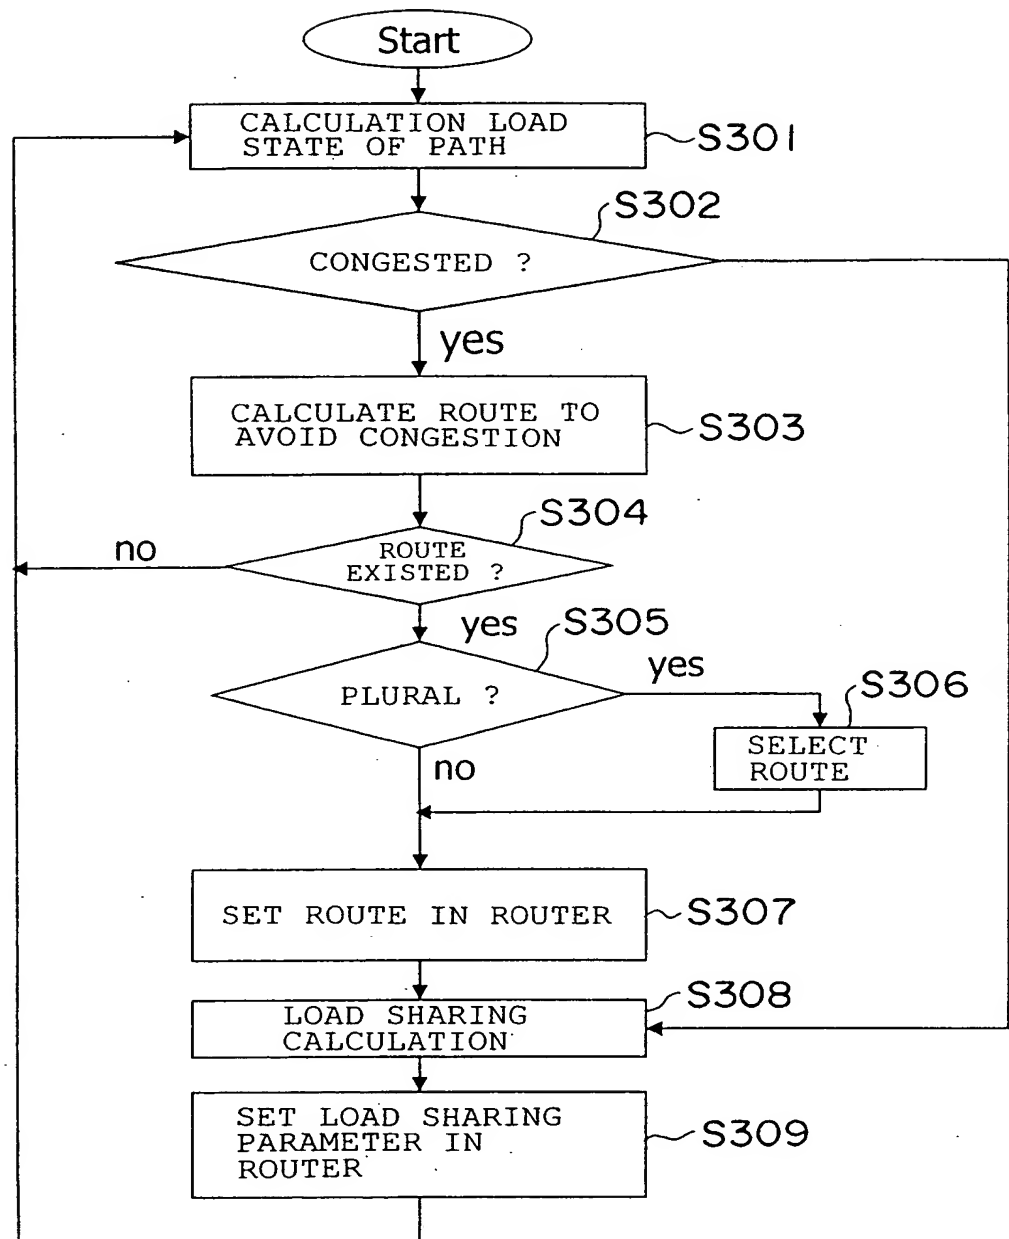 Start
CALCULATION LOAD
STATE OF PATH
S301
S302
CONGESTED ?
yes
CALCULATE ROUTE TO
AVOID CONGESTION
S303
S304
ROUTE
EXISTED ?
no
yes
S305
PLURAL ?
yes
S306
SELECT
ROUTE
no
SET ROUTE IN ROUTER
S307
LOAD SHARING
CALCULATION
S308
SET LOAD SHARING
PARAMETER IN
ROUTER
S309